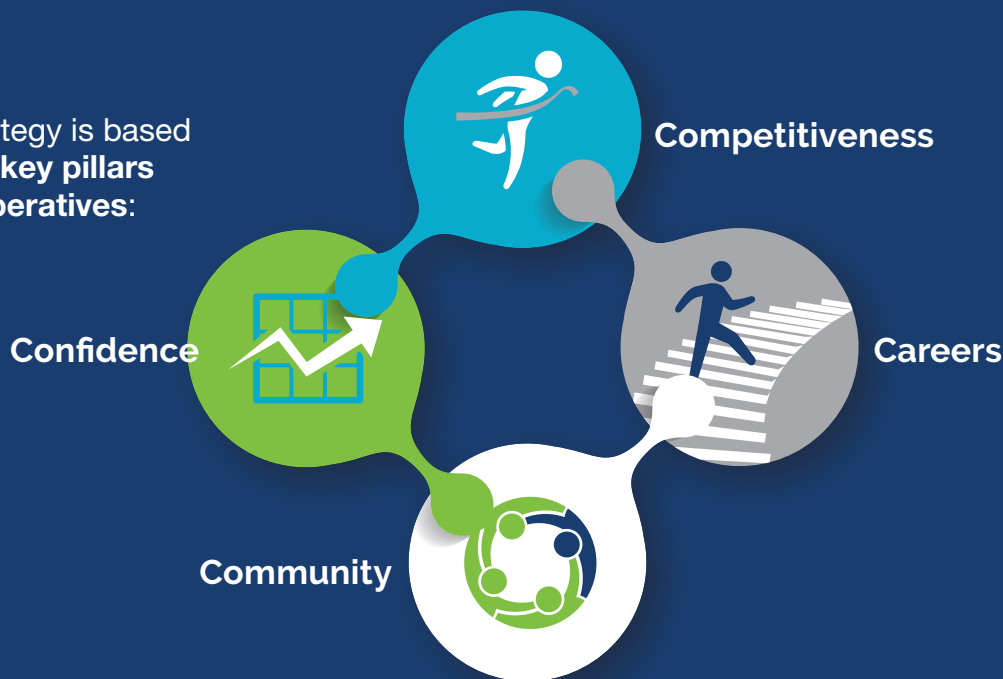 tegy is based
key pillars
peratives:
Competitiveness
Confidence
Careers
Community